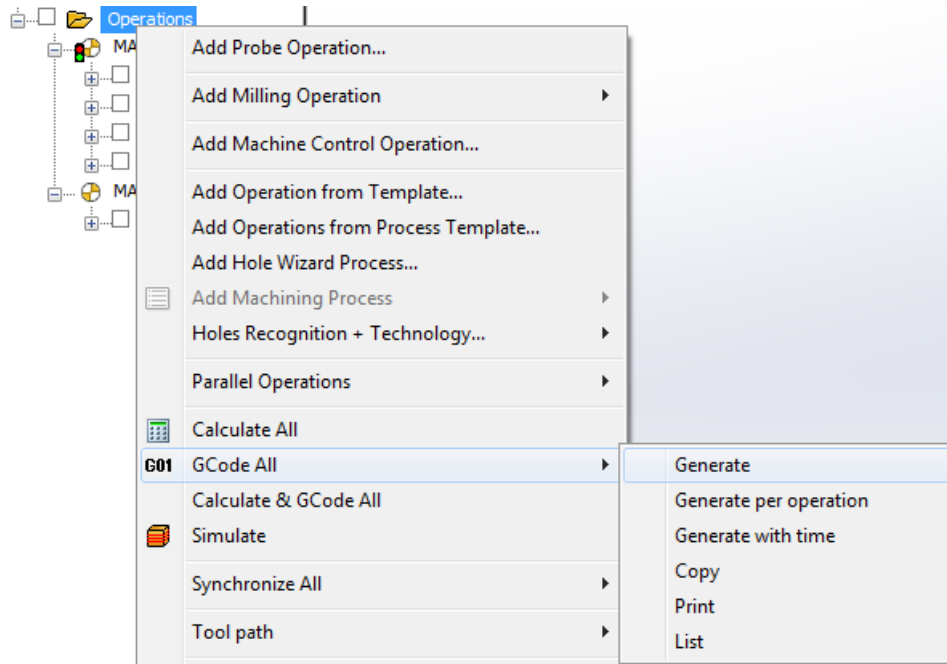 Operations
MA
MA
Add Probe Operation...
Add Milling Operation
Add Machine Control Operation...
Add Operation from Template...
Add Operations from Process Template...
Add Hole Wizard Process...
Add Machining Process
Holes Recognition + Technology...
Parallel Operations
Calculate All
G01 GCode All
Calculate & GCode All
Simulate
Synchronize All
Tool path
Generate
Generate per operation
Generate with time
Copy
Print
List